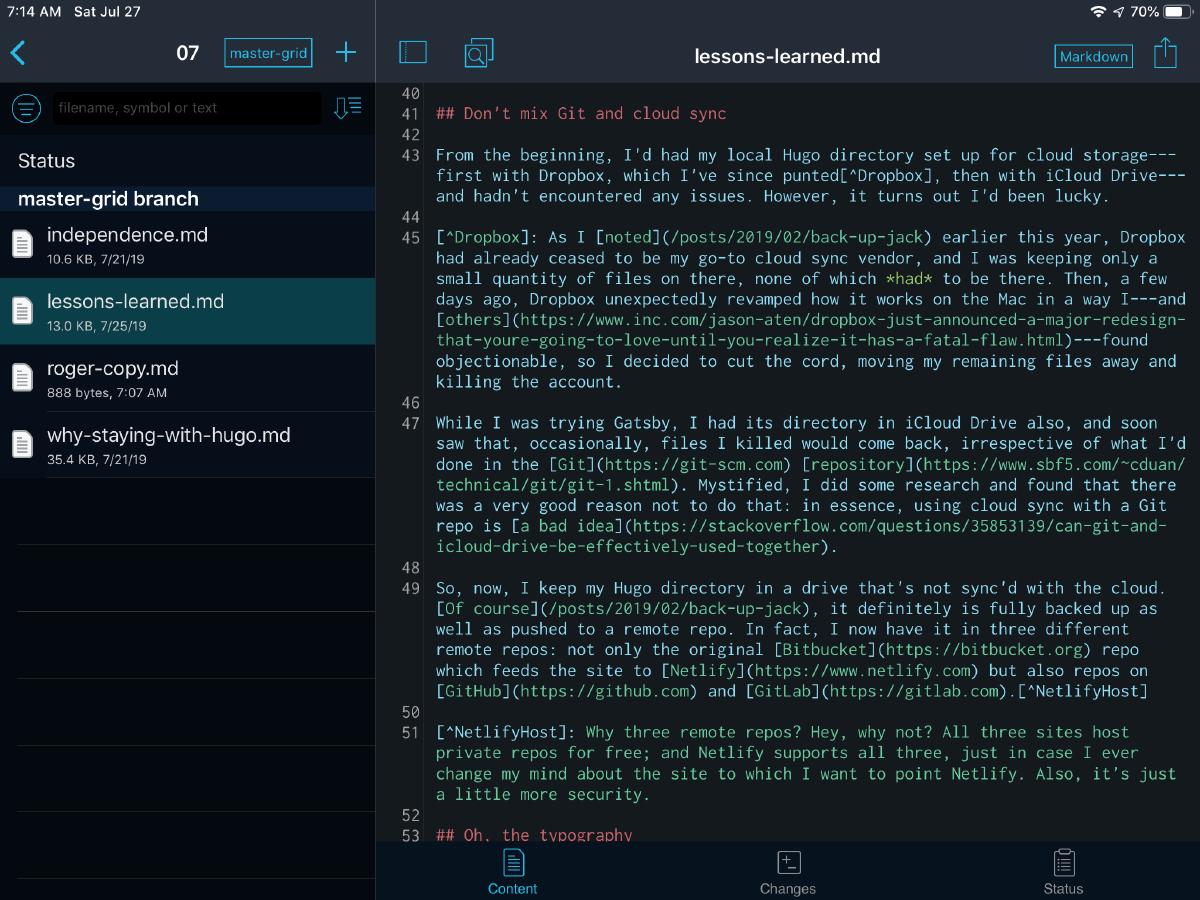 7:14 AM Sat Jul 27
70%
07
master-grid
lessons-learned.md
Markdown
filename, symbol or text
Status
master-grid branch
independence.md
10.6 KB, 7/21/19
lessons-learned.md
13.0 KB, 7/25/19
roger-copy.md
888 bytes, 7:07 AM
why-staying-with-hugo.md
35.4 KB, 7/21/19
40
41 ## Don't mix Git and cloud sync
42
43 From the beginning, I'd had my local Hugo directory set up for cloud storage---
first with Dropbox, which I've since punted[^Dropbox], then with iCloud Drive---
and hadn't encountered any issues. However, it turns out I'd been lucky.
44
45 [^Dropbox]: As I [noted](/posts/2019/02/back-up-jack) earlier this year, Dropbox
had already ceased to be my go-to cloud sync vendor, and I was keeping only a
small quantity of files on there, none of which *had* to be there. Then, a few
days ago, Dropbox unexpectedly revamped how it works on the Mac in a way I---and
[others](https://www.inc.com/jason-aten/dropbox-just-announced-a-major-redesign-
that-youre-going-to-love-until-you-realize-it-has-a-fatal-flaw.html)---found
objectionable, so I decided to cut the cord, moving my remaining files away and
killing the account.
46
47 While I was trying Gatsby, I had its directory in iCloud Drive also, and soon
saw that, occasionally, files I killed would come back, irrespective of what I'd
done in the [Git](https://git-scm.com) [repository](https://www.sbf5.com/~cduan/
technical/git/git-1.shtml). Mystified, I did some research and found that there
was a very good reason not to do that: in essence, using cloud sync with a Git
repo is [a bad idea](https://stackoverflow.com/questions/35853139/can-git-and-
icloud-drive-be-effectively-used-together).
48
49 So, now, I keep my Hugo directory in a drive that's not sync'd with the cloud.
[Of course](/posts/2019/02/back-up-jack), it definitely is fully backed up as
well as pushed to a remote repo. In fact, I now have it in three different
remote repos: not only the original [Bitbucket](https://bitbucket.org) repo
which feeds the site to [Netlify](https://www.netlify.com) but also repos on
[GitHub](https://github.com) and [GitLab](https://gitlab.com).[^NetlifyHost]
50
51 [^NetlifyHost]: Why three remote repos? Hey, why not? All three sites host
private repos for free; and Netlify supports all three, just in case I ever
change my mind about the site to which I want to point Netlify. Also, it's just
a little more security.
52
53 ## Oh, the typography
Content
Changes
Status